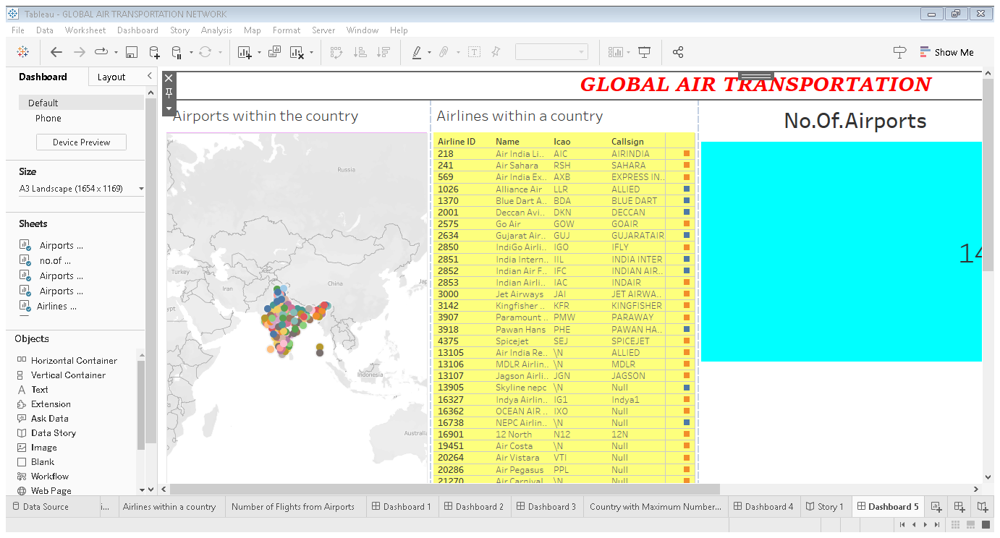 Tableau - GLOBAL AIR TRANSPORTATION NETWORK
File Data Worksheet Dashboard Story Analysis Map Format Server Window Help
Show Me
Dashboard Layout
Default
Phone
Device Preview
Size
A3 Landscape (1654 x 1169)
Sheets
Airports ...
no.of ...
Airports ...
Airports ...
Airlines ...
Objects
Horizontal Container
Vertical Container
Text
Extension
Ask Data
Data Story
Image
Blank
Workflow
Web Page
GLOBAL AIR TRANSPORTATION
Airports within the country
Russia
Turkey
Iran
China
Jap
ypt
Indonesia
Australi
Airlines within a country
Airline ID Name Icao Callsign
218 Air India Li.. AIC AIRINDIA
241 Air Sahara RSH SAHARA
569 Air India Ex.. AXB EXPRESS IN..
1026 Alliance Air LLR ALLIED
1370 Blue Dart A.. BDA BLUE DART
2001 Deccan Avi.. DKN DECCAN
2575 Go Air GOW GOAIR
2634 Gujarat Air.. GUJ GUJARATAIR
2850 IndiGo Airli.. IGO IFLY
2851 India Intern.. IIL INDIA INTER
2852 Indian Air F.. IFC INDIAN AIR..
2853 Indian Airli.. IAC INDAIR
3000 Jet Airways JAI JET AIRWA..
3142 Kingfisher .. KFR KINGFISHER
3907 Paramount .. PMW PARAWAY
3918 Pawan Hans PHE PAWAN HA..
4375 Spicejet SEJ SPICEJET
13105 Air India Re.. \N ALLIED
13106 MDLR Airlin.. \N MDLR
13107 Jagson Airli.. JGN JAGSON
13905 Skyline nepc \N Null
16327 Indya Airlin.. IG1 Indya1
16362 OCEAN AIR .. IXO Null
16738 NEPC Airlin.. \N Null
16901 12 North N12 12N
19451 Air Costa \N Null
20264 Air Vistara VTI Null
20286 Air Pegasus PPL Null
21270 Air Carnival \N Null
No.Of.Airports
14
Data Source i... Airlines within a country Number of Flights from Airports Dashboard 1 Dashboard 2 Dashboard 3 Country with Maximum Number... Dashboard 4 Story 1 Dashboard 5